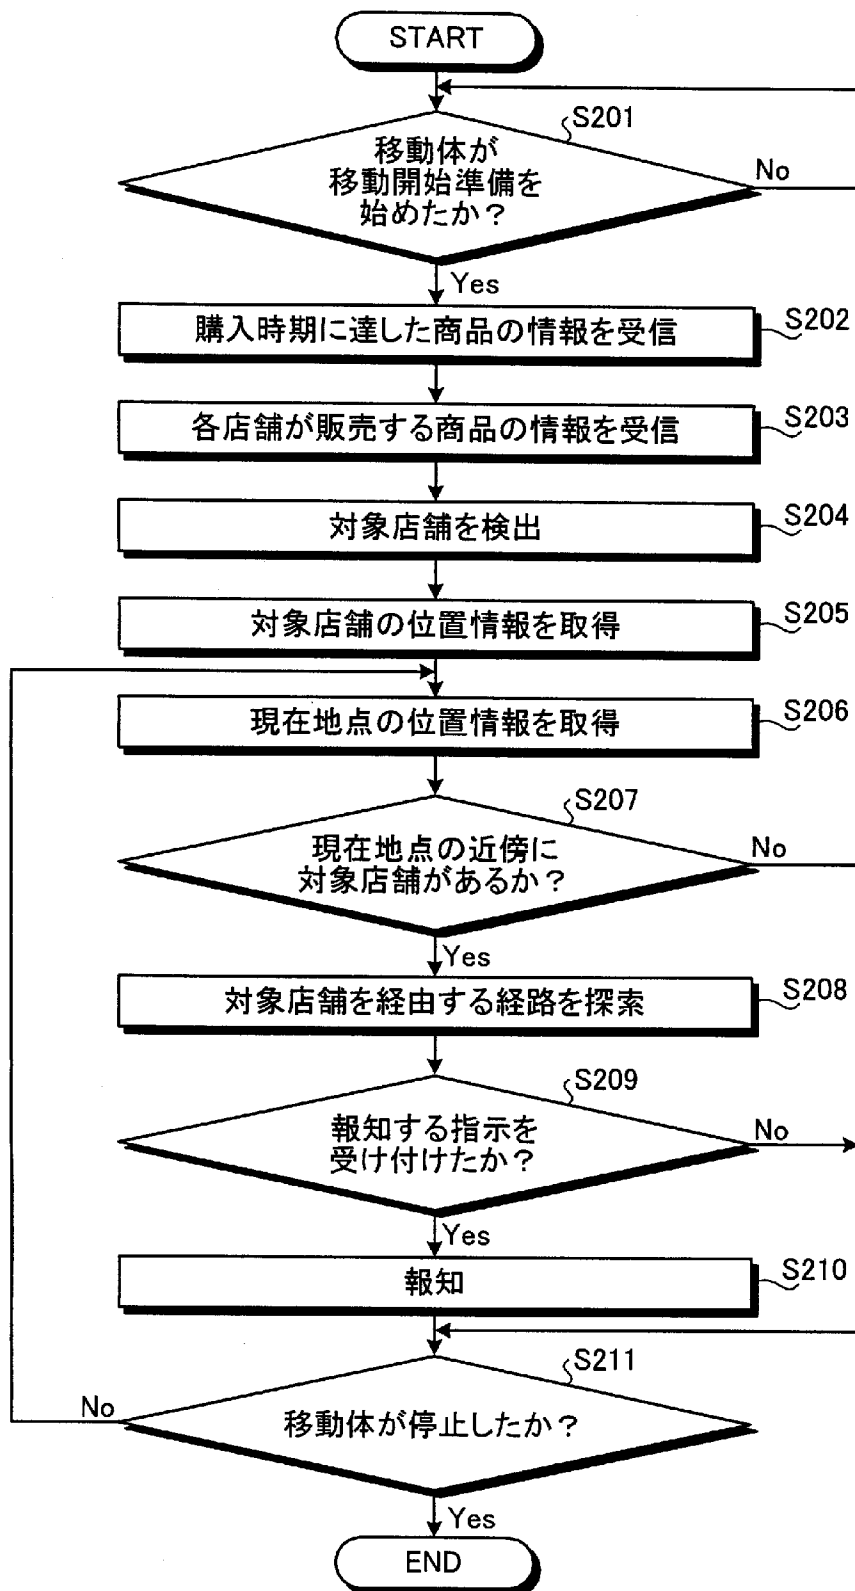 START
S201
移動体が
移動開始準備を
始めたか？
No
Yes
購入時期に達した商品の情報を受信
S202
各店舗が販売する商品の情報を受信
S203
対象店舗を検出
S204
対象店舗の位置情報を取得
S205
現在地点の位置情報を取得
S206
S207
現在地点の近傍に
対象店舗があるか？
No
Yes
対象店舗を経由する経路を探索
S208
S209
報知する指示を
受け付けたか？
No
Yes
報知
S210
S211
移動体が停止したか？
No
Yes
END